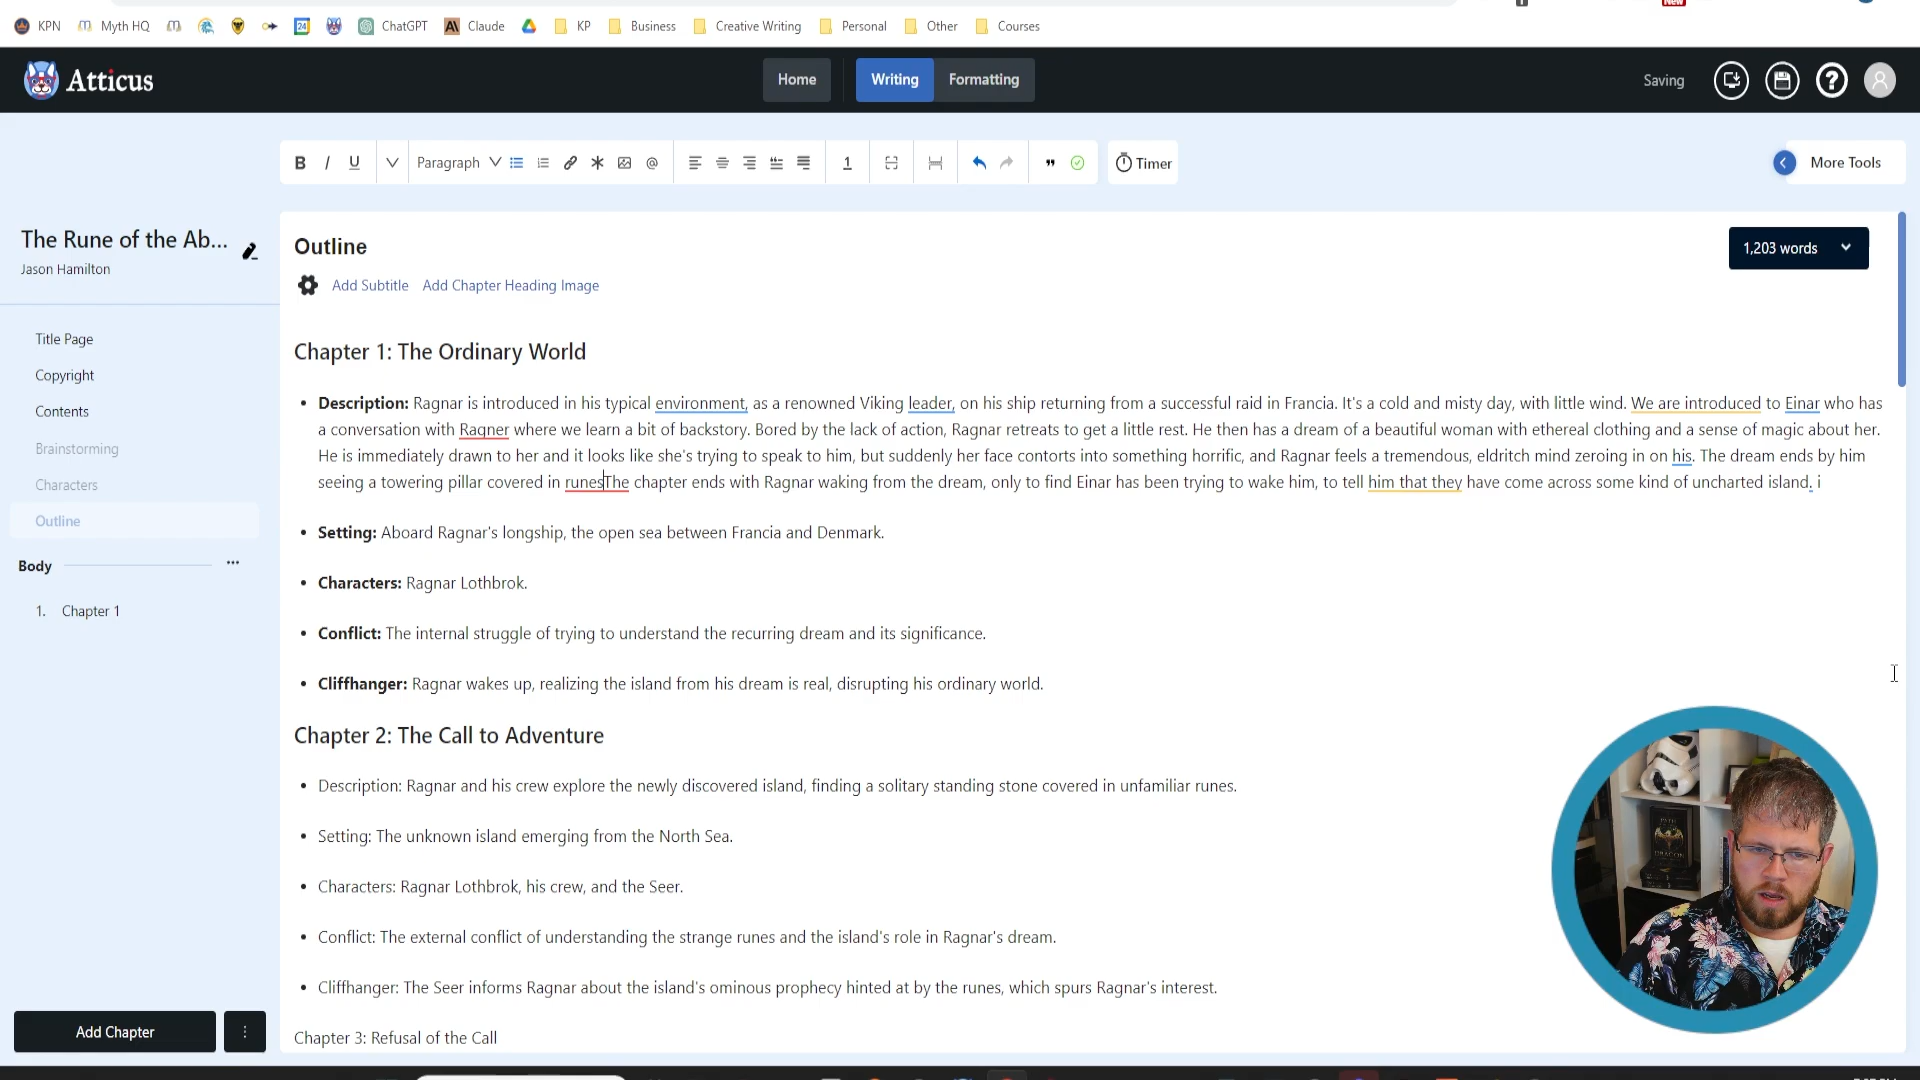 KPN Myth HQ 24 ChatGPT Claude KP Business Creative Writing Personal Other Courses
New
Atticus
Home Writing Formatting Saving
B I U Paragraph @ 1 Timer More Tools
The Rune of the Ab...
Jason Hamilton
Title Page
Copyright
Contents
Brainstorming
Characters
Outline
Body
1. Chapter 1
Add Chapter
Outline
1,203 words
Add Subtitle Add Chapter Heading Image
Chapter 1: The Ordinary World
• Description: Ragnar is introduced in his typical environment, as a renowned Viking leader, on his ship returning from a successful raid in Francia. It's a cold and misty day, with little wind. We are introduced to Einar who has
a conversation with Ragner where we learn a bit of backstory. Bored by the lack of action, Ragnar retreats to get a little rest. He then has a dream of a beautiful woman with ethereal clothing and a sense of magic about her.
He is immediately drawn to her and it looks like she's trying to speak to him, but suddenly her face contorts into something horrific, and Ragnar feels a tremendous, eldritch mind zeroing in on his. The dream ends by him
seeing a towering pillar covered in runesThe chapter ends with Ragnar waking from the dream, only to find Einar has been trying to wake him, to tell him that they have come across some kind of uncharted island. i
• Setting: Aboard Ragnar's longship, the open sea between Francia and Denmark.
• Characters: Ragnar Lothbrok.
• Conflict: The internal struggle of trying to understand the recurring dream and its significance.
• Cliffhanger: Ragnar wakes up, realizing the island from his dream is real, disrupting his ordinary world.
Chapter 2: The Call to Adventure
• Description: Ragnar and his crew explore the newly discovered island, finding a solitary standing stone covered in unfamiliar runes.
• Setting: The unknown island emerging from the North Sea.
• Characters: Ragnar Lothbrok, his crew, and the Seer.
• Conflict: The external conflict of understanding the strange runes and the island's role in Ragnar's dream.
• Cliffhanger: The Seer informs Ragnar about the island's ominous prophecy hinted at by the runes, which spurs Ragnar's interest.
Chapter 3: Refusal of the Call
DRAGON